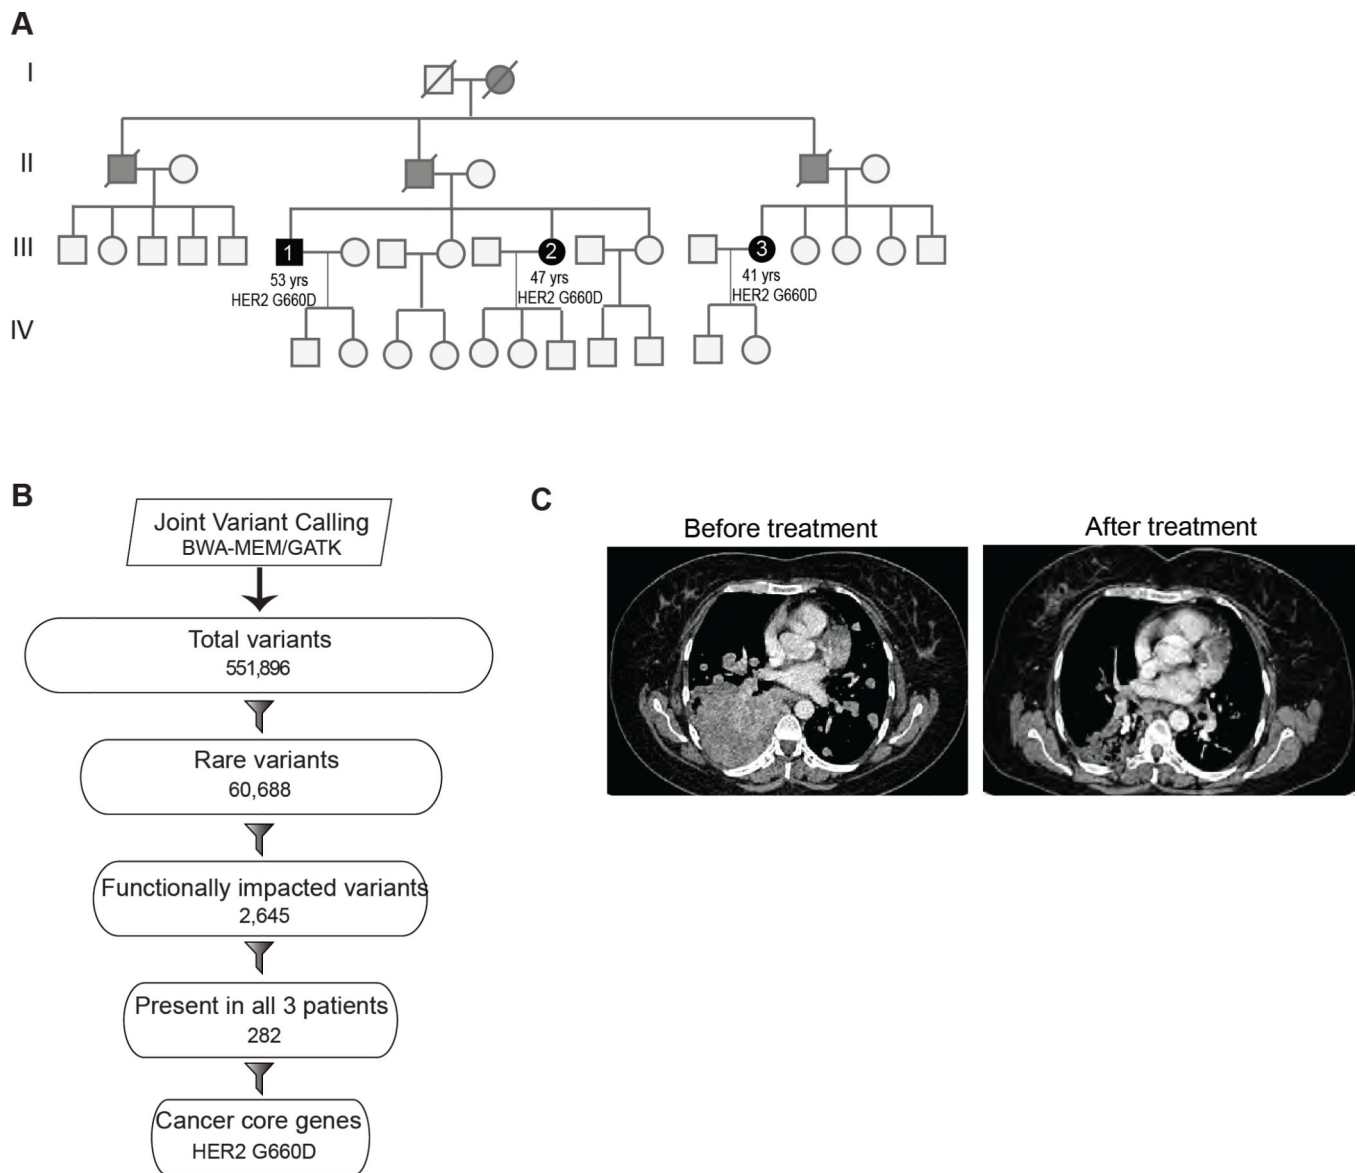 A
I
II
III
1
2
3
53 yrs
HER2 G660D
47 yrs
HER2 G660D
41 yrs
HER2 G660D
IV
B
Joint Variant Calling
BWA-MEM/GATK
Total variants
551,896
Rare variants
60,688
Functionally impacted variants
2,645
Present in all 3 patients
282
Cancer core genes
HER2 G660D
C
Before treatment
After treatment